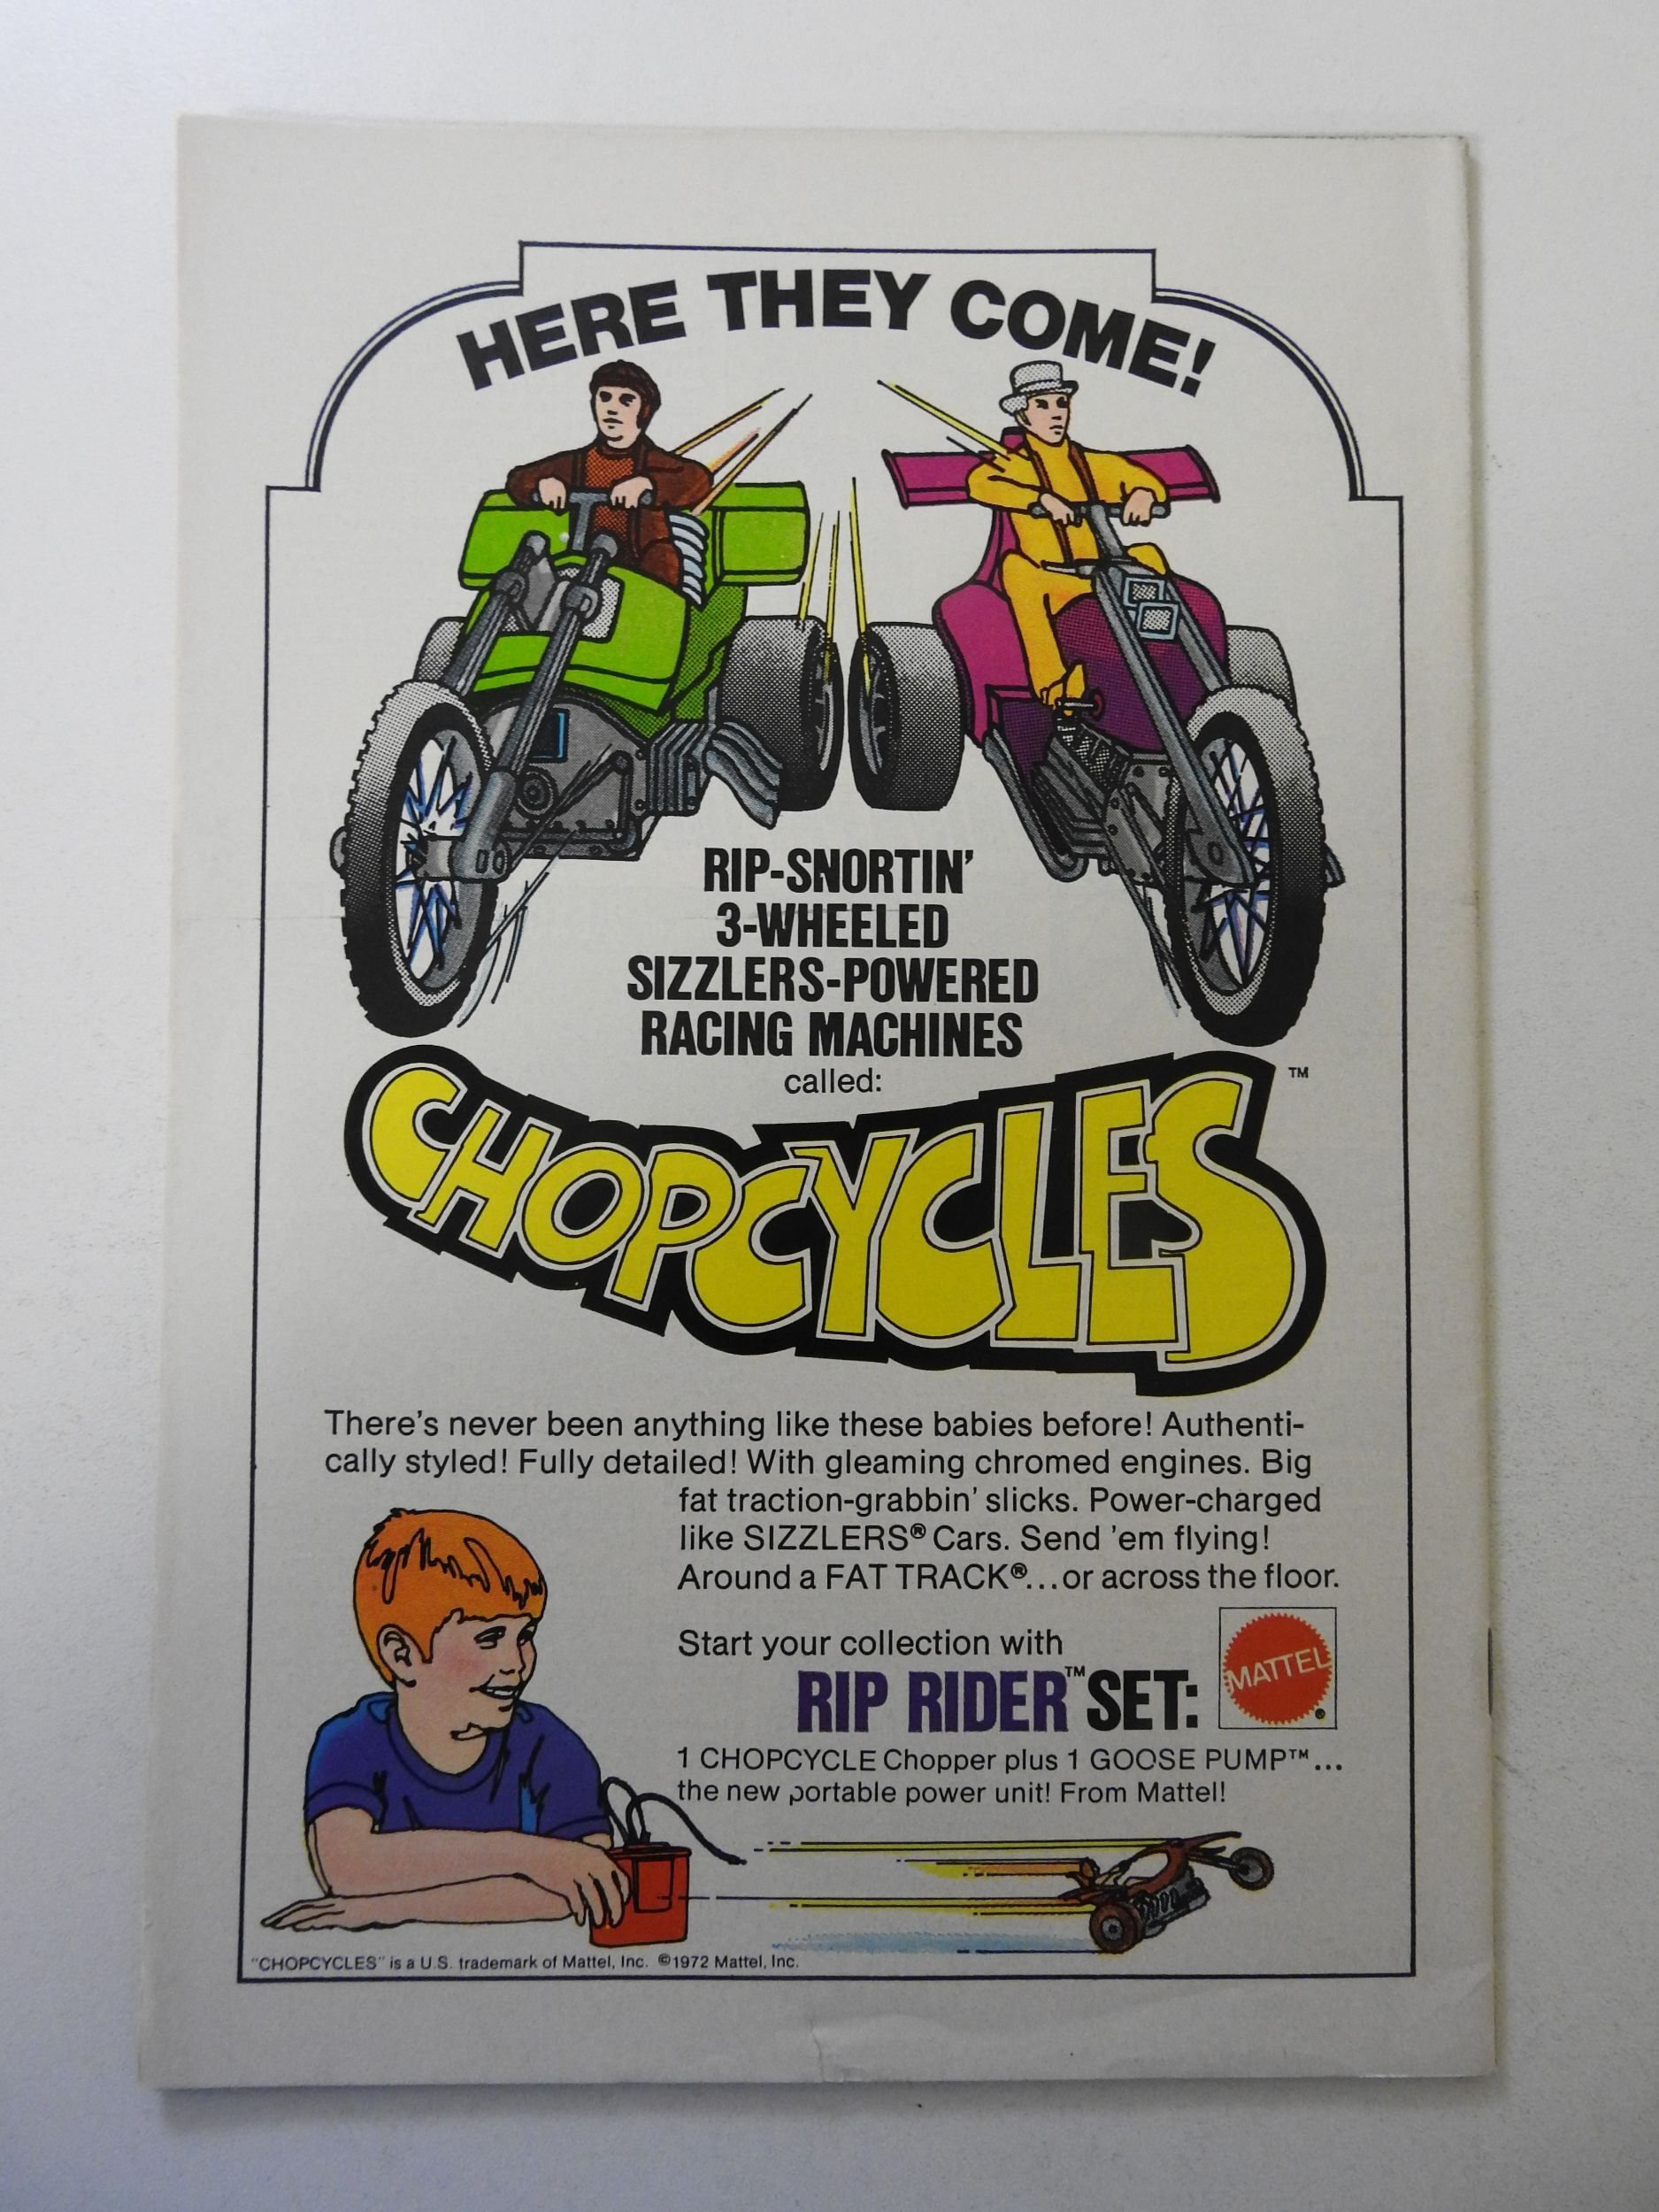 HERE THEY COME!
RIP-SNORTIN'
3-WHEELED
SIZZLERS-POWERED
RACING MACHINES
called:
CHOPCYCLES™
There's never been anything like these babies before! Authenti-
cally styled! Fully detailed! With gleaming chromed engines. Big
fat traction-grabbin' slicks. Power-charged
like SIZZLERS® Cars. Send 'em flying!
Around a FAT TRACK®...or across the floor.
Start your collection with
RIP RIDER™ SET:
MATTEL®
1 CHOPCYCLE Chopper plus 1 GOOSE PUMP™...
the new portable power unit! From Mattel!
"CHOPCYCLES" is a U.S. trademark of Mattel, Inc. ©1972 Mattel, Inc.